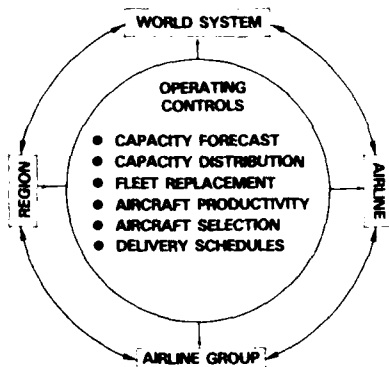 WORLD SYSTEM
OPERATING
CONTROLS
● CAPACITY FORECAST
● CAPACITY DISTRIBUTION
● FLEET REPLACEMENT
● AIRCRAFT PRODUCTIVITY
● AIRCRAFT SELECTION
● DELIVERY SCHEDULES
REGION
AIRLINE
AIRLINE GROUP